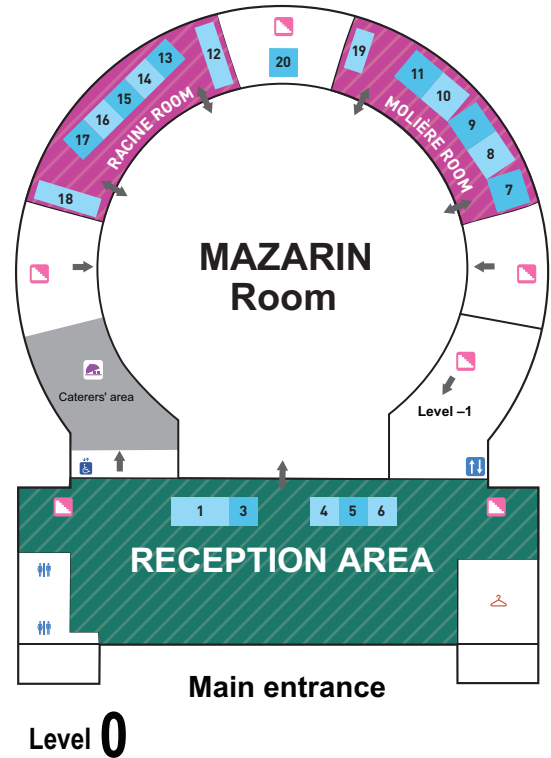 20
12
13
14
15
16
17
18
RACINE ROOM
19
11
10
9
8
7
MOLIÈRE ROOM
MAZARIN
Room
Caterers' area
Level –1
1
3
4
5
6
RECEPTION AREA
Main entrance
Level 0